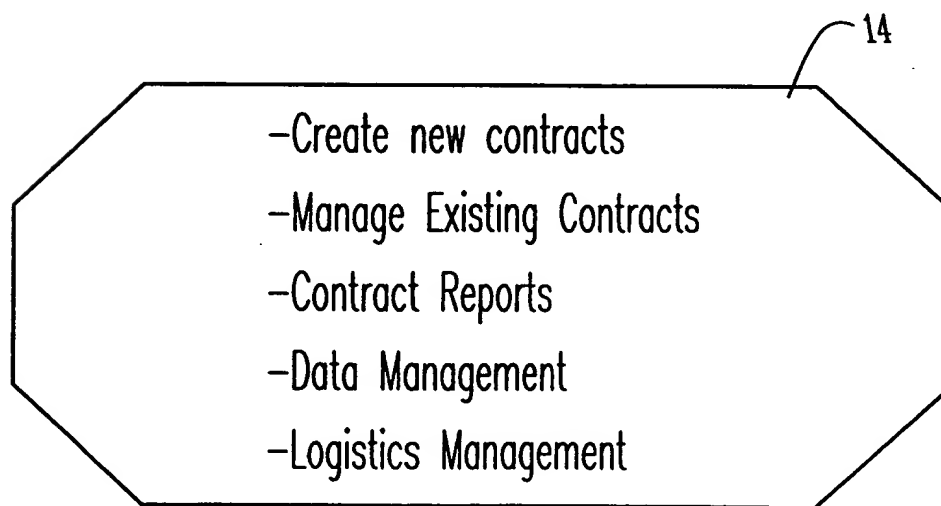 14
-Create new contracts
-Manage Existing Contracts
-Contract Reports
-Data Management
-Logistics Management